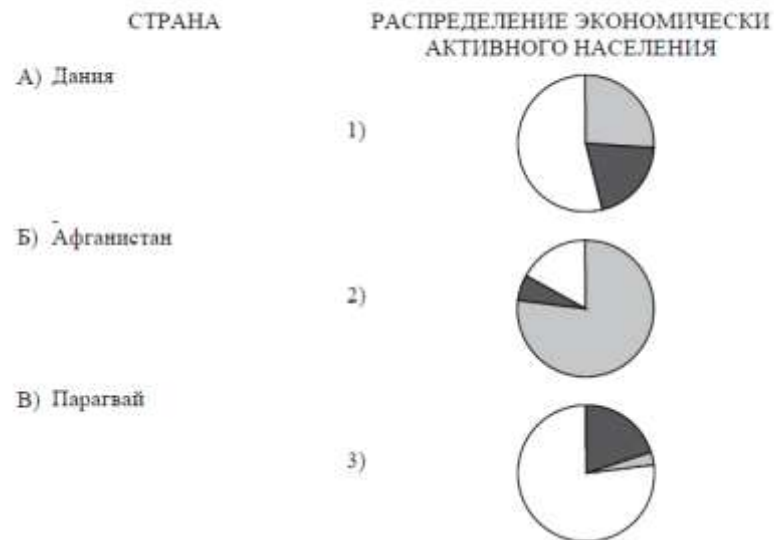 СТРАНА
РАСПРЕДЕЛЕНИЕ ЭКОНОМИЧЕСКИ
АКТИВНОГО НАСЕЛЕНИЯ
А) Дания
1)
Б) Афганистан
2)
В) Парагвай
3)